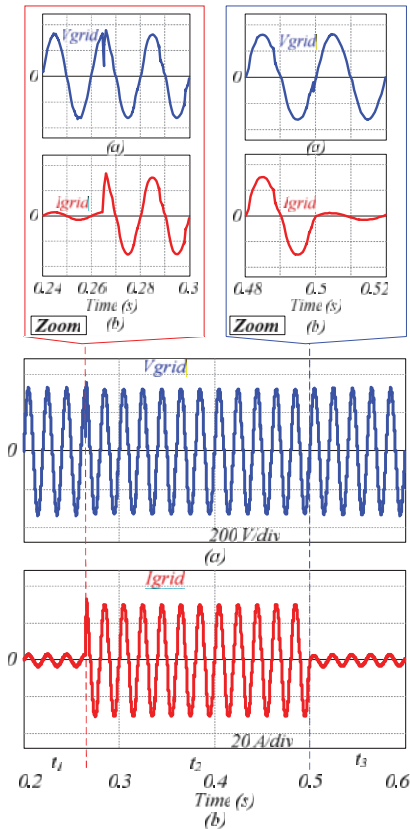 Vgrid
0
(a)
Igrid
0
0.24 0.26 0.28 0.3
Time (s)
Zoom
(b)
Vgrid
0
(a)
Igrid
0
0.48 0.5 0.52
Time (s)
Zoom
(b)
Vgrid
0
200 V/div
(a)
Igrid
0
20 A/div
t1 t2 t3
0.2 0.3 0.4 0.5 0.6
Time (s)
(b)